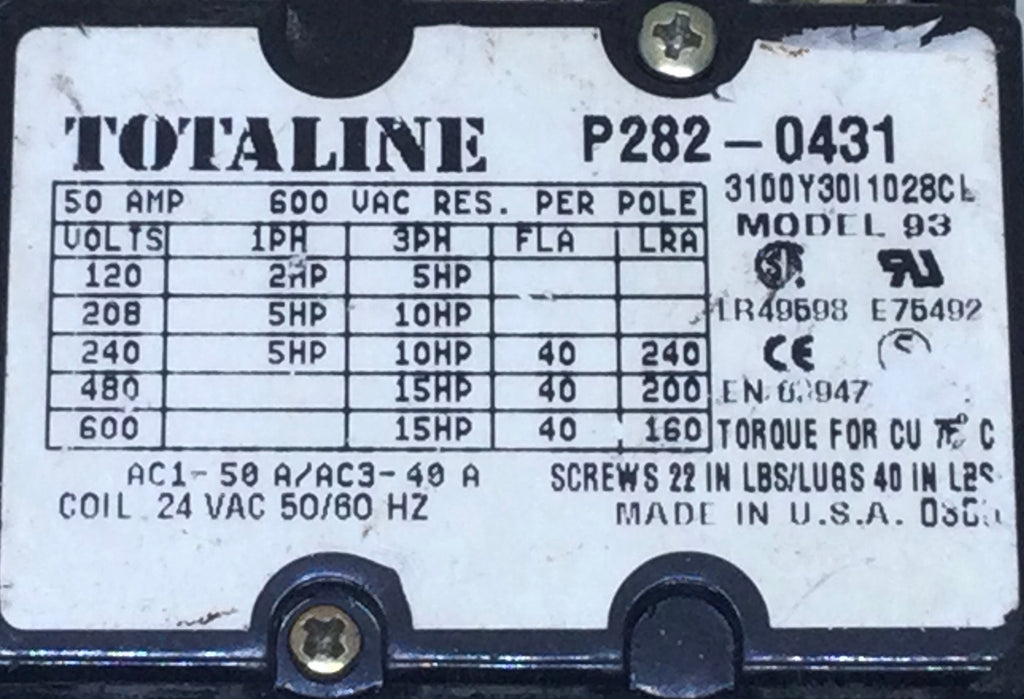 TOTALINE P282-0431
3100Y30I1028CL
MODEL 93
50 AMP 600 VAC RES. PER POLE
VOLTS 1PH 3PH FLA LRA
120 2HP 5HP
208 5HP 10HP
240 5HP 10HP 40 240
480 15HP 40 200
600 15HP 40 160
LR49598 E75492
CE
EN
TORQUE FOR CU C
SCREWS 22 IN LBS/LUGS 40 IN LBS
MADE IN U.S.A.
AC1-50 A/AC3-40 A
COIL 24 VAC 50/60 HZ